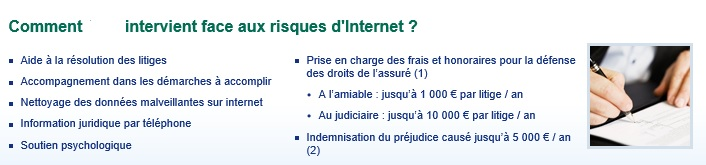 Comment intervient face aux risques d'Internet ?
Aide à la résolution des litiges
Accompagnement dans les démarches à accomplir
Nettoyage des données malveillantes sur internet
Information juridique par téléphone
Soutien psychologique
Prise en charge des frais et honoraires pour la défense
des droits de l'assuré (1)
A l'amiable : jusqu'à 1 000 € par litige / an
Au judiciaire : jusqu'à 10 000 € par litige / an
Indemnisation du préjudice causé jusqu'à 5 000 € / an
(2)